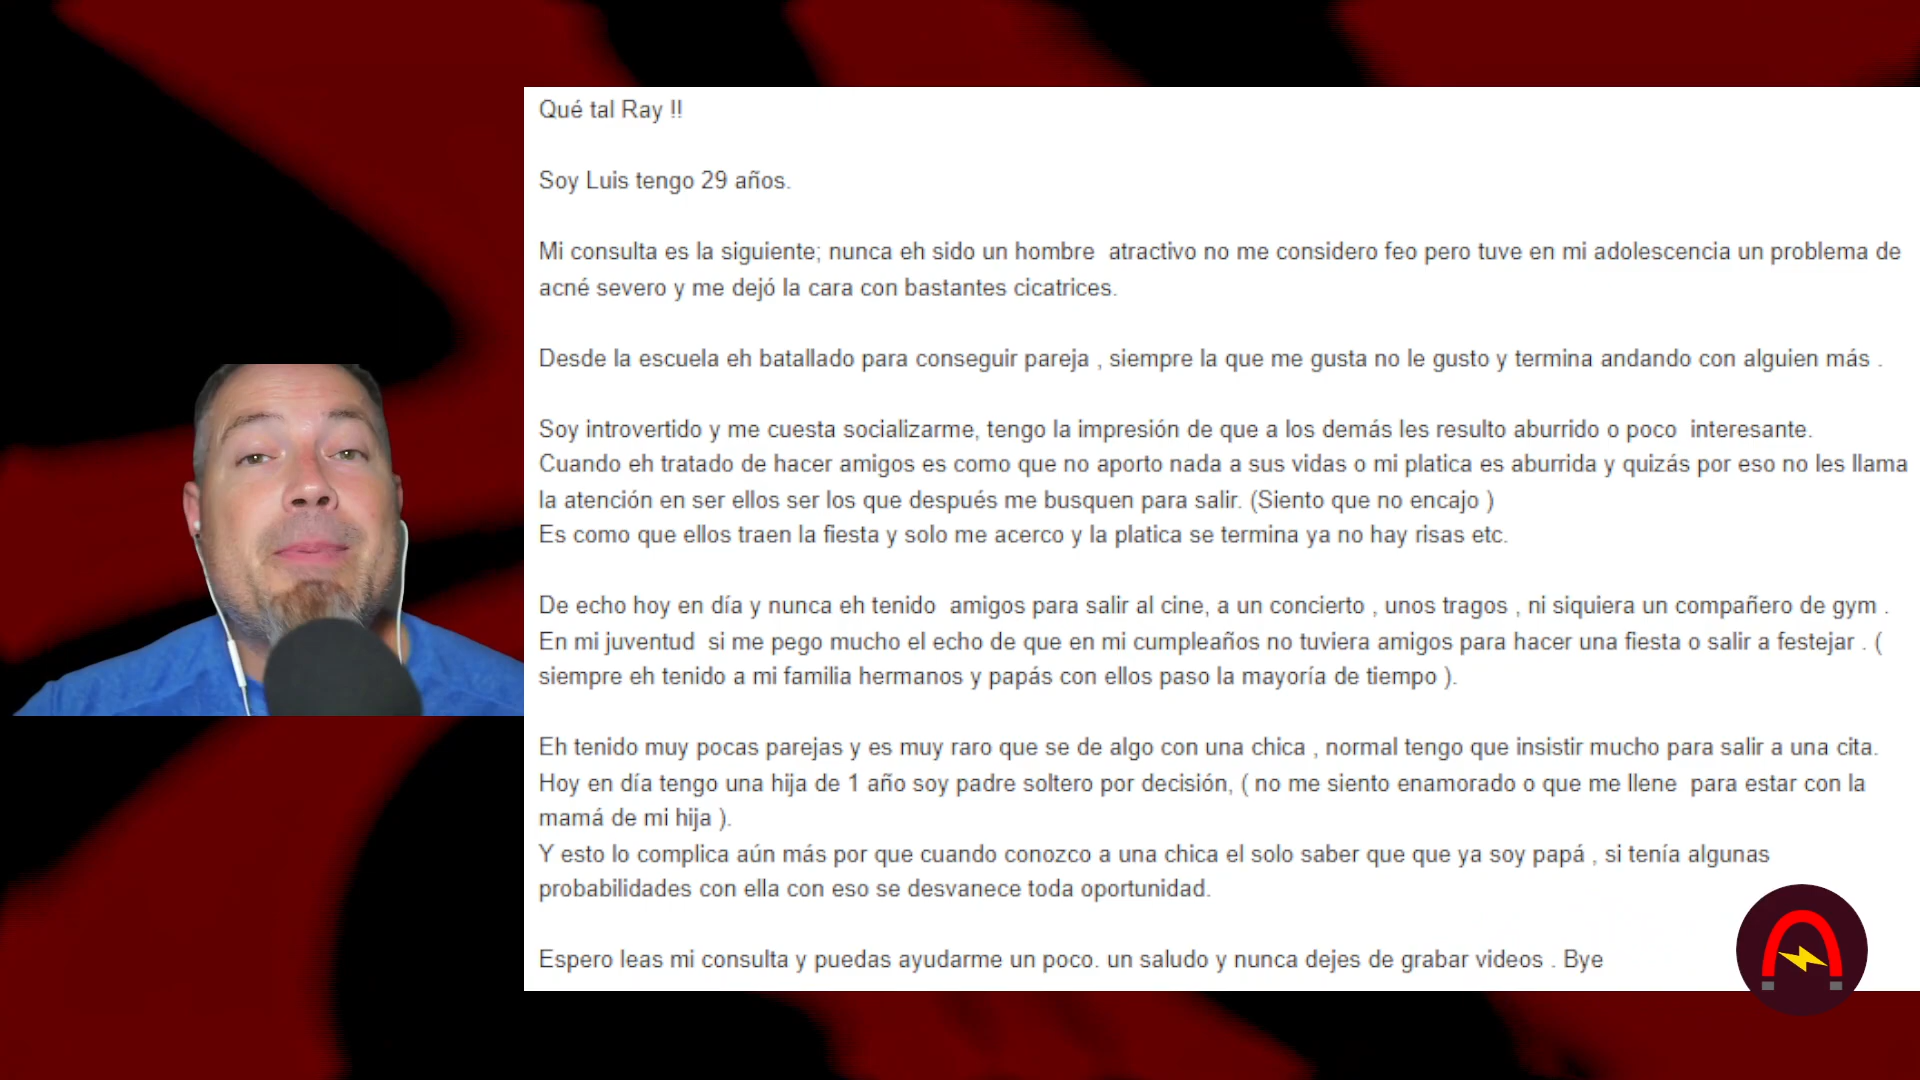 Qué tal Ray !!
Soy Luis tengo 29 años.
Mi consulta es la siguiente; nunca eh sido un hombre atractivo no me considero feo pero tuve en mi adolescencia un problema de
acné severo y me dejó la cara con bastantes cicatrices.
Desde la escuela eh batallado para conseguir pareja , siempre la que me gusta no le gusto y termina andando con alguien más .
Soy introvertido y me cuesta socializarme, tengo la impresión de que a los demás les resulto aburrido o poco interesante.
Cuando eh tratado de hacer amigos es como que no aporto nada a sus vidas o mi platica es aburrida y quizás por eso no les llama
la atención en ser ellos ser los que después me busquen para salir. (Siento que no encajo )
Es como que ellos traen la fiesta y solo me acerco y la platica se termina ya no hay risas etc.
De echo hoy en día y nunca eh tenido amigos para salir al cine, a un concierto , unos tragos , ni siquiera un compañero de gym .
En mi juventud si me pego mucho el echo de que en mi cumpleaños no tuviera amigos para hacer una fiesta o salir a festejar . (
siempre eh tenido a mi familia hermanos y papás con ellos paso la mayoría de tiempo ).
Eh tenido muy pocas parejas y es muy raro que se de algo con una chica , normal tengo que insistir mucho para salir a una cita.
Hoy en día tengo una hija de 1 año soy padre soltero por decisión, ( no me siento enamorado o que me llene para estar con la
mamá de mi hija ).
Y esto lo complica aún más por que cuando conozco a una chica el solo saber que que ya soy papá , si tenía algunas
probabilidades con ella con eso se desvanece toda oportunidad.
Espero leas mi consulta y puedas ayudarme un poco. un saludo y nunca dejes de grabar videos . Bye